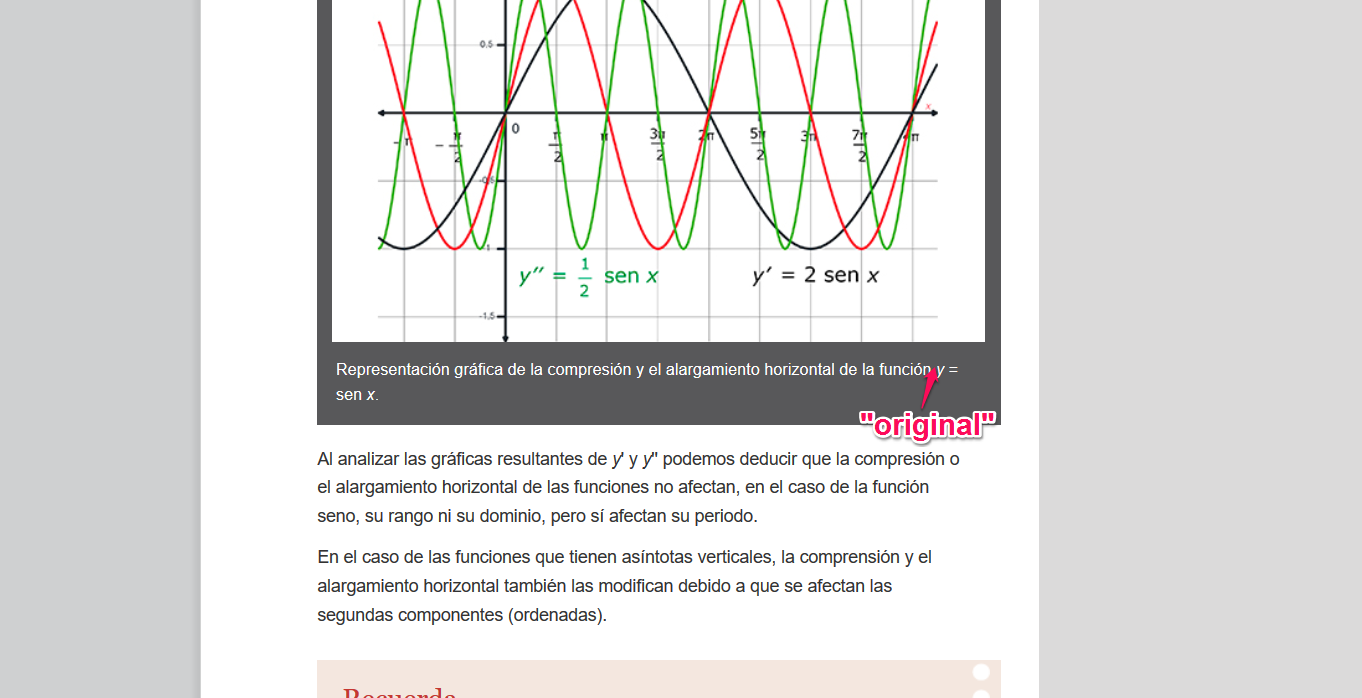 0.5
x
0
-π
-π/2
π/2
π
3π/2
2π
5π/2
3π
7π/2
4π
-0.5
-1
y″ = 1/2 sen x
y′ = 2 sen x
-1.5
Representación gráfica de la compresión y el alargamiento horizontal de la función y =
sen x.
"original"
Al analizar las gráficas resultantes de y' y y" podemos deducir que la compresión o
el alargamiento horizontal de las funciones no afectan, en el caso de la función
seno, su rango ni su dominio, pero sí afectan su periodo.
En el caso de las funciones que tienen asíntotas verticales, la comprensión y el
alargamiento horizontal también las modifican debido a que se afectan las
segundas componentes (ordenadas).
Recuerda